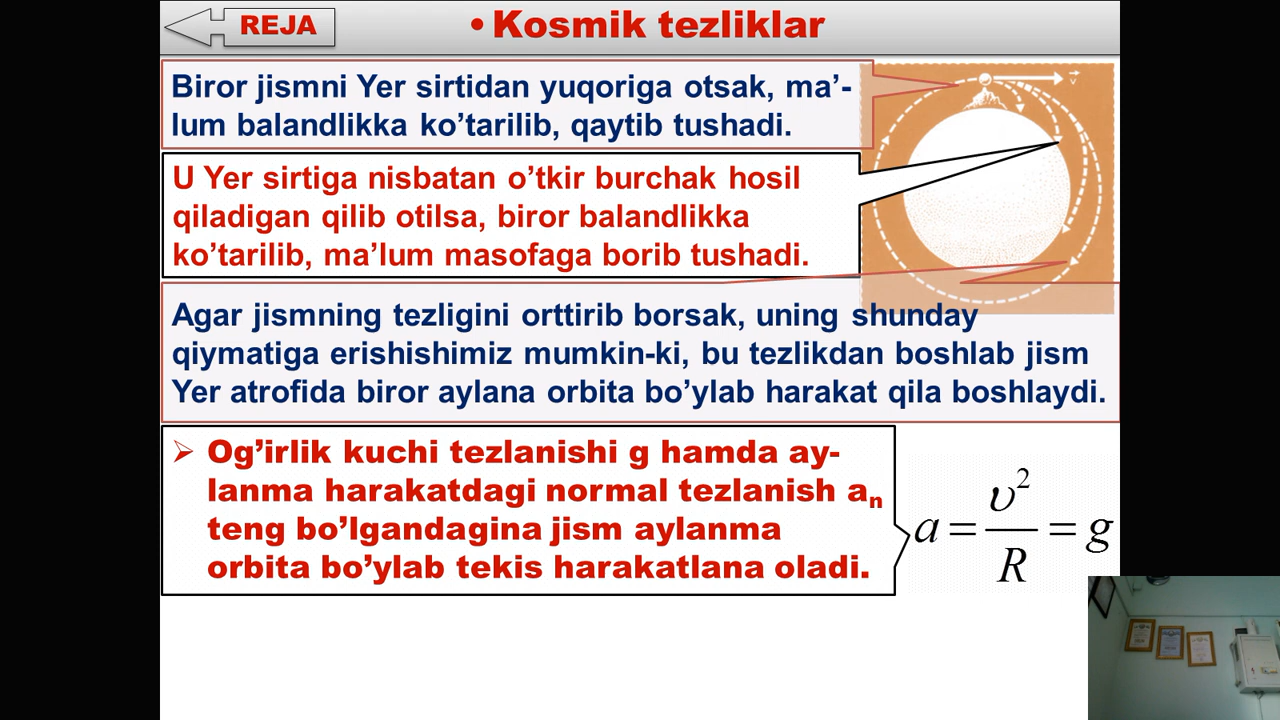 REJA
• Kosmik tezliklar
Biror jismni Yer sirtidan yuqoriga otsak, ma’-
lum balandlikka ko’tarilib, qaytib tushadi.
v
U Yer sirtiga nisbatan o’tkir burchak hosil
qiladigan qilib otilsa, biror balandlikka
ko’tarilib, ma’lum masofaga borib tushadi.
Agar jismning tezligini orttirib borsak, uning shunday
qiymatiga erishishimiz mumkin-ki, bu tezlikdan boshlab jism
Yer atrofida biror aylana orbita bo’ylab harakat qila boshlaydi.
➢ Og’irlik kuchi tezlanishi g hamda ay-
lanma harakatdagi normal tezlanish aₙ
teng bo’lgandagina jism aylanma
orbita bo’ylab tekis harakatlana oladi.
a = υ² / R = g